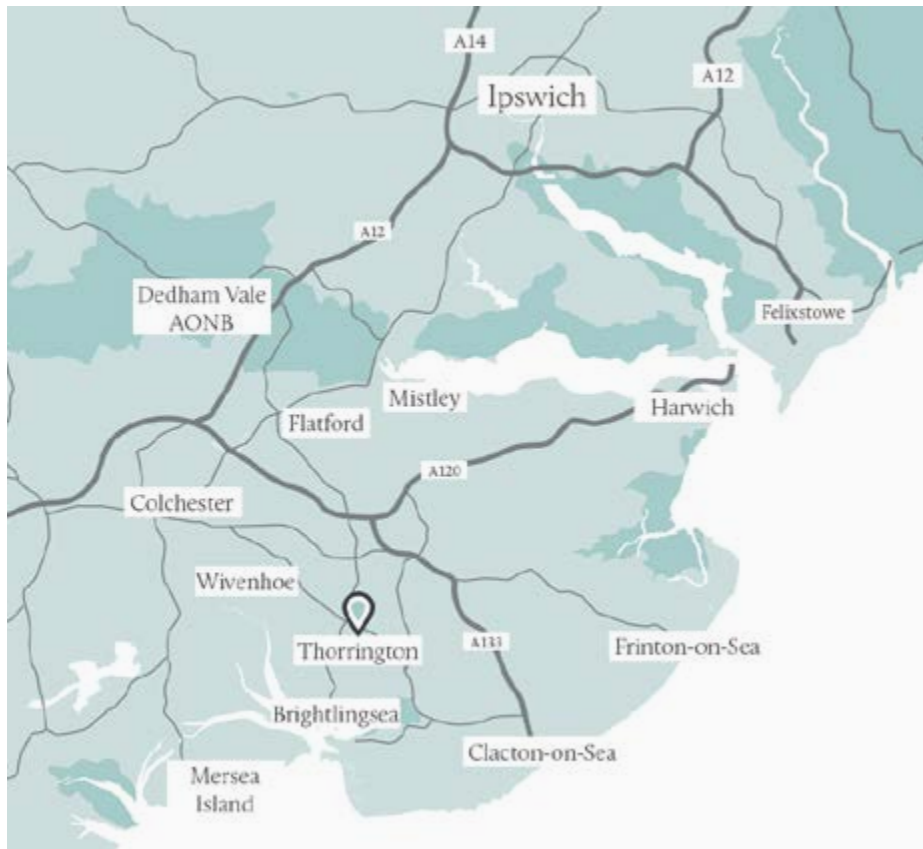 A14
A12
Ipswich
A12
Dedham Vale
AONB
Felixstowe
Mistley
Harwich
Flatford
A120
Colchester
Wivenhoe
Thorrington
A133
Frinton-on-Sea
Brightlingsea
Clacton-on-Sea
Mersea
Island